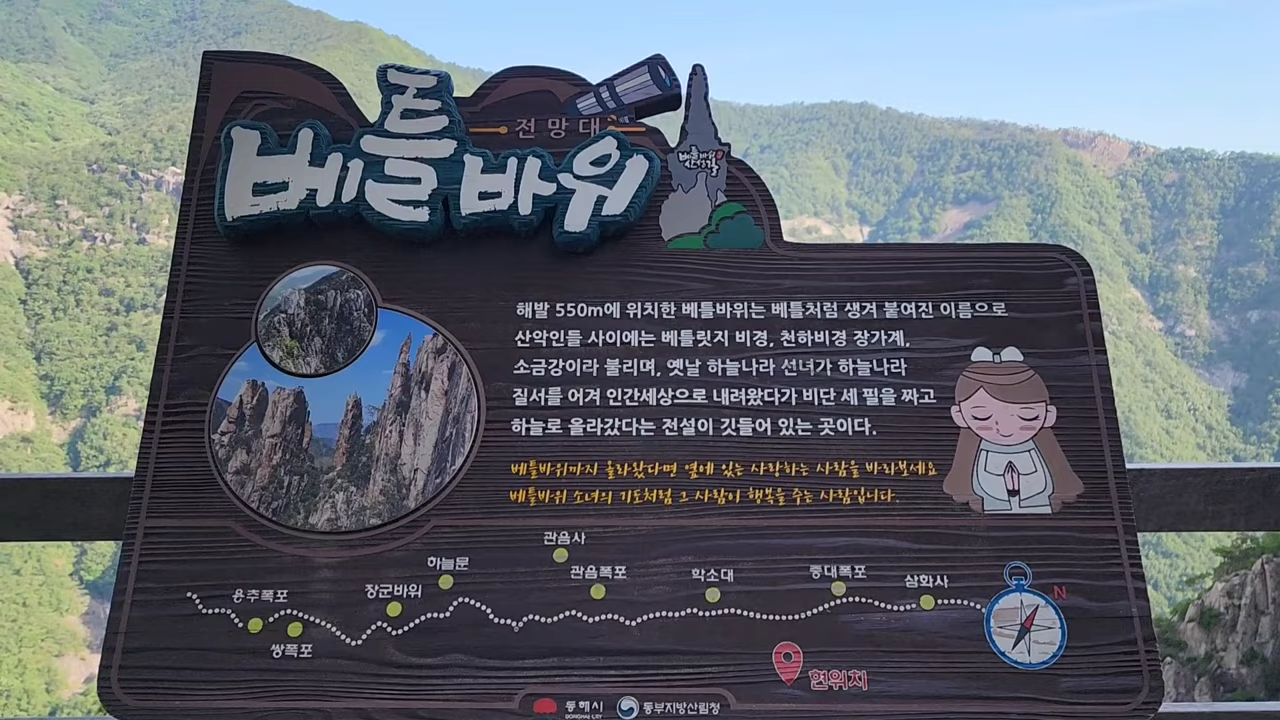 전망대
베틀바위
베틀바위
산성길
해발 550m에 위치한 베틀바위는 베틀처럼 생겨 붙여진 이름으로
산악인들 사이에는 베틀릿지 비경, 천하비경 장가계,
소금강이라 불리며, 옛날 하늘나라 선녀가 하늘나라
질서를 어겨 인간세상으로 내려왔다가 비단 세 필을 짜고
하늘로 올라갔다는 전설이 깃들어 있는 곳이다.
베틀바위까지 올라왔다면 옆에 있는 사랑하는 사람을 바라보세요
베틀바위 소녀의 기도처럼 그 사람이 행복을 주는 사람입니다.
관음사
하늘문
관음폭포
학소대
중대폭포
삼화사
장군바위
용추폭포
쌍폭포
N
현위치
동해시
DONGHAE CITY
동부지방산림청